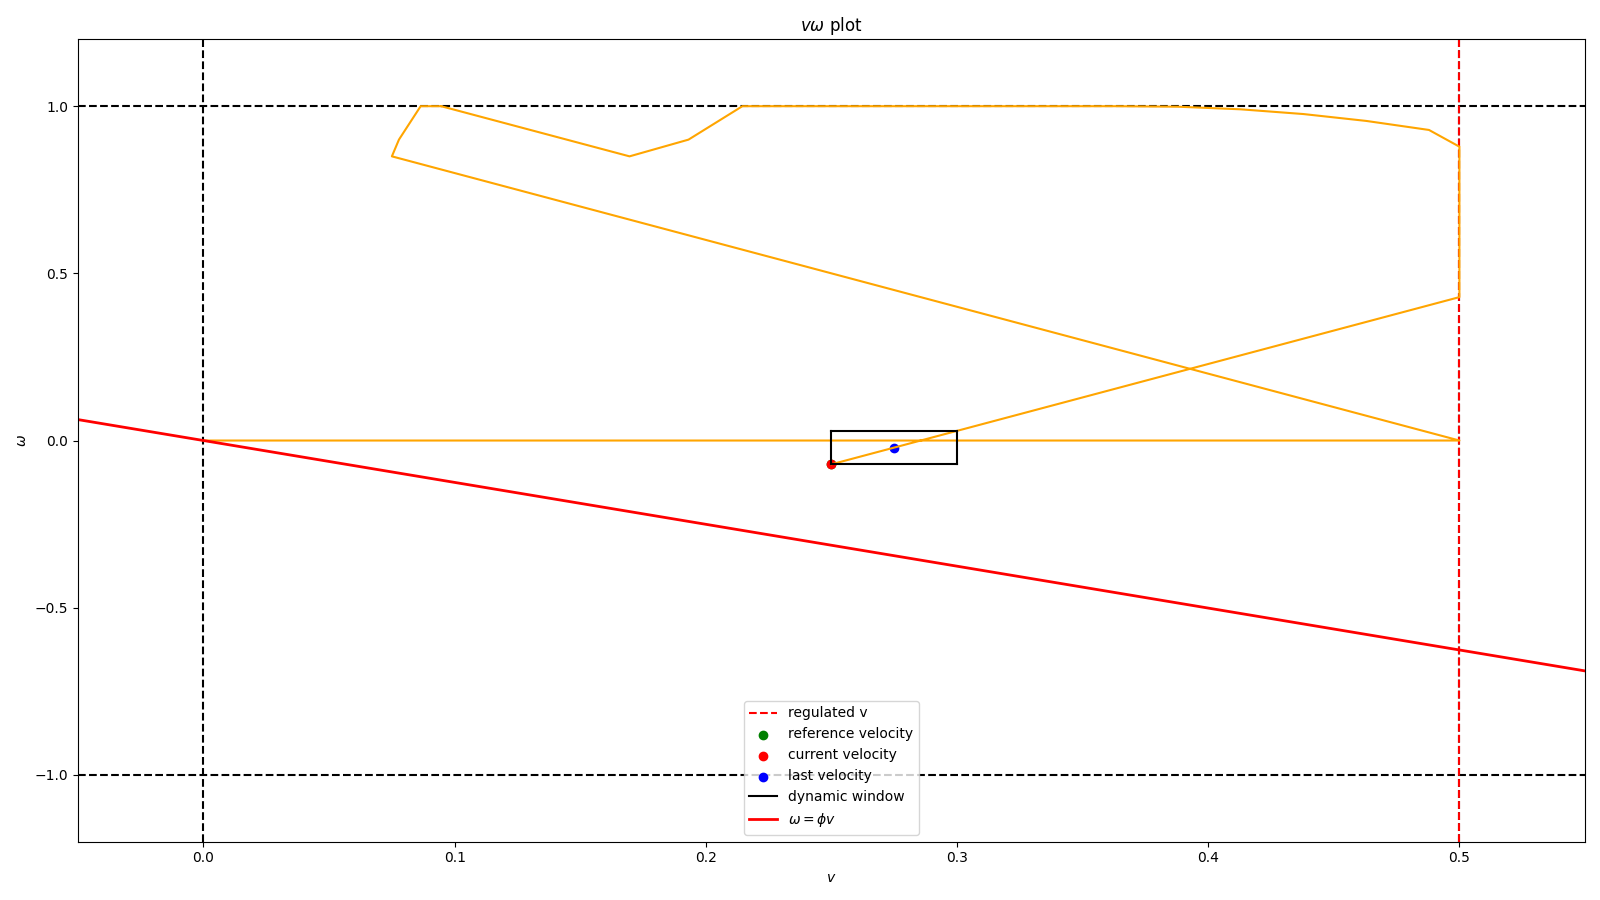 vω plot
1.0
0.5
0.0
−0.5
−1.0
ω
0.0
0.1
0.2
0.3
0.4
0.5
v
regulated v
reference velocity
current velocity
last velocity
dynamic window
ω = ϕv